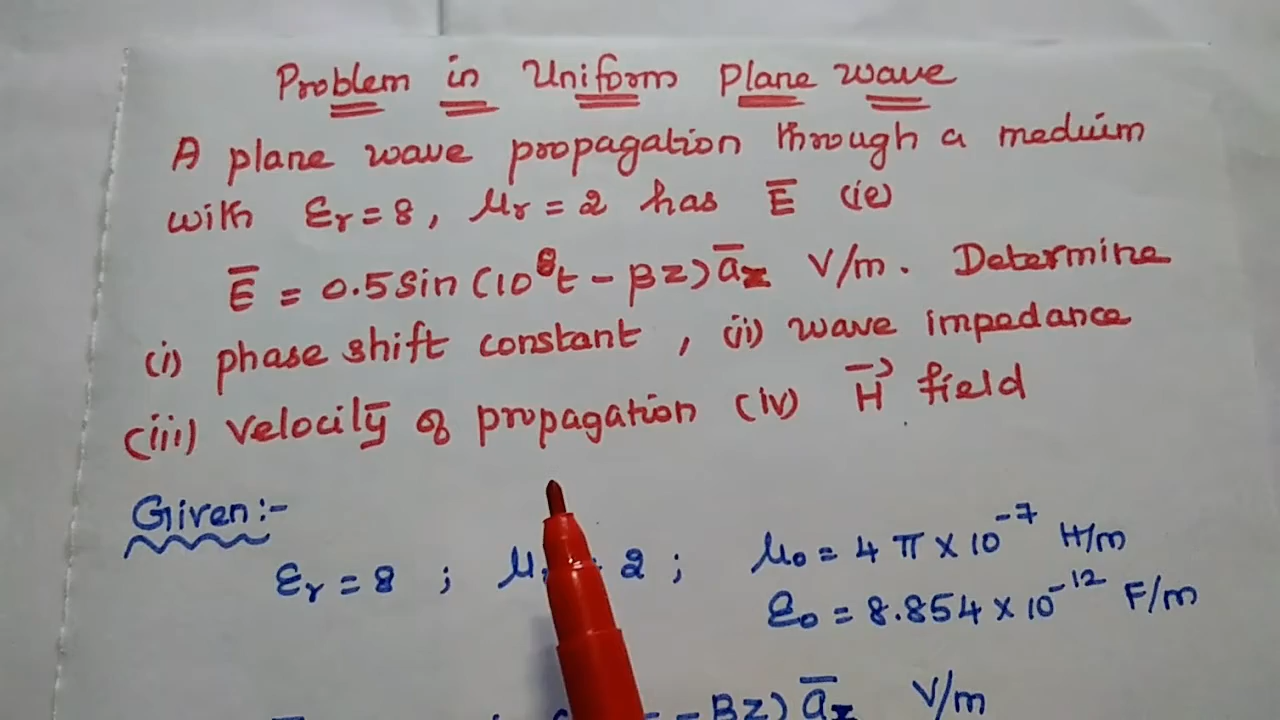 Problem in Uniform Plane wave
A plane wave propagation through a medium
with εr = 8, μr = 2 has E̅ (ie)
E̅ = 0.5 sin (10⁸t - βz) a̅z V/m. Determine
(i) phase shift constant, (ii) wave impedance
(iii) velocity of propagation (iv) H⃗ field
Given:-
εr = 8 ; μ 2 ; μ₀ = 4π × 10⁻⁷ H/m
ε₀ = 8.854 × 10⁻¹² F/m
- βz) a̅z V/m